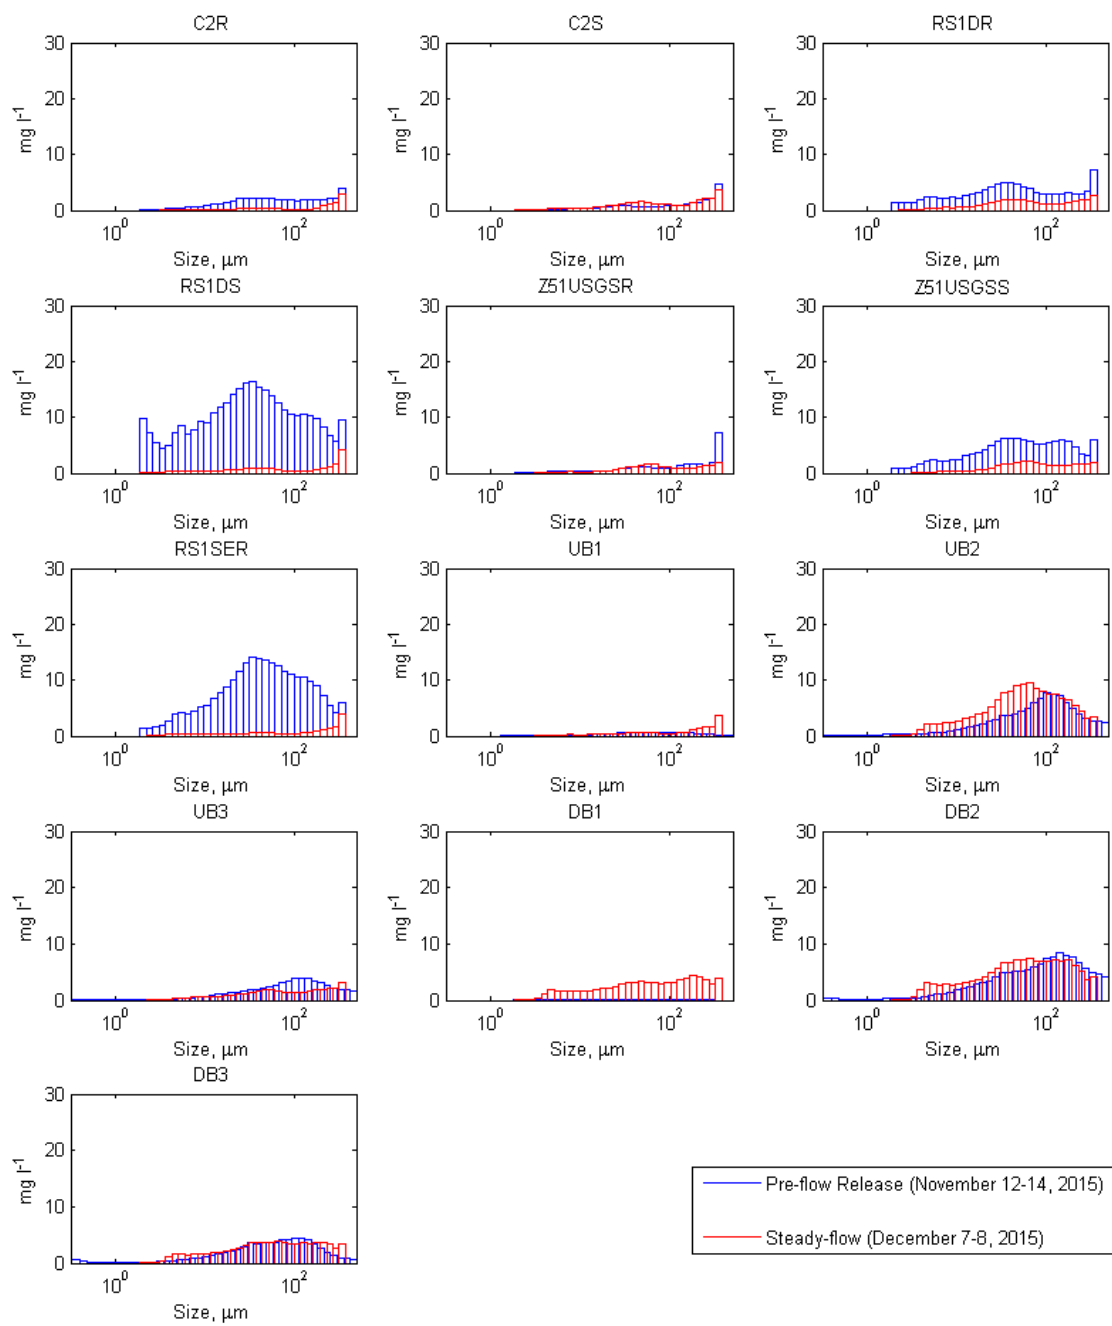 C2R
C2S
RS1DR
30
20
10
0
mg l-1
10^0
10^2
Size, µm
30
20
10
0
mg l-1
10^0
10^2
Size, µm
30
20
10
0
mg l-1
10^0
10^2
Size, µm
RS1DS
Z51USGSR
Z51USGSS
30
20
10
0
mg l-1
10^0
10^2
Size, µm
30
20
10
0
mg l-1
10^0
10^2
Size, µm
30
20
10
0
mg l-1
10^0
10^2
Size, µm
RS1SER
UB1
UB2
30
20
10
0
mg l-1
10^0
10^2
Size, µm
30
20
10
0
mg l-1
10^0
10^2
Size, µm
30
20
10
0
mg l-1
10^0
10^2
Size, µm
UB3
DB1
DB2
30
20
10
0
mg l-1
10^0
10^2
Size, µm
30
20
10
0
mg l-1
10^0
10^2
Size, µm
30
20
10
0
mg l-1
10^0
10^2
Size, µm
DB3
30
20
10
0
mg l-1
10^0
10^2
Size, µm
Pre-flow Release (November 12-14, 2015)
Steady-flow (December 7-8, 2015)